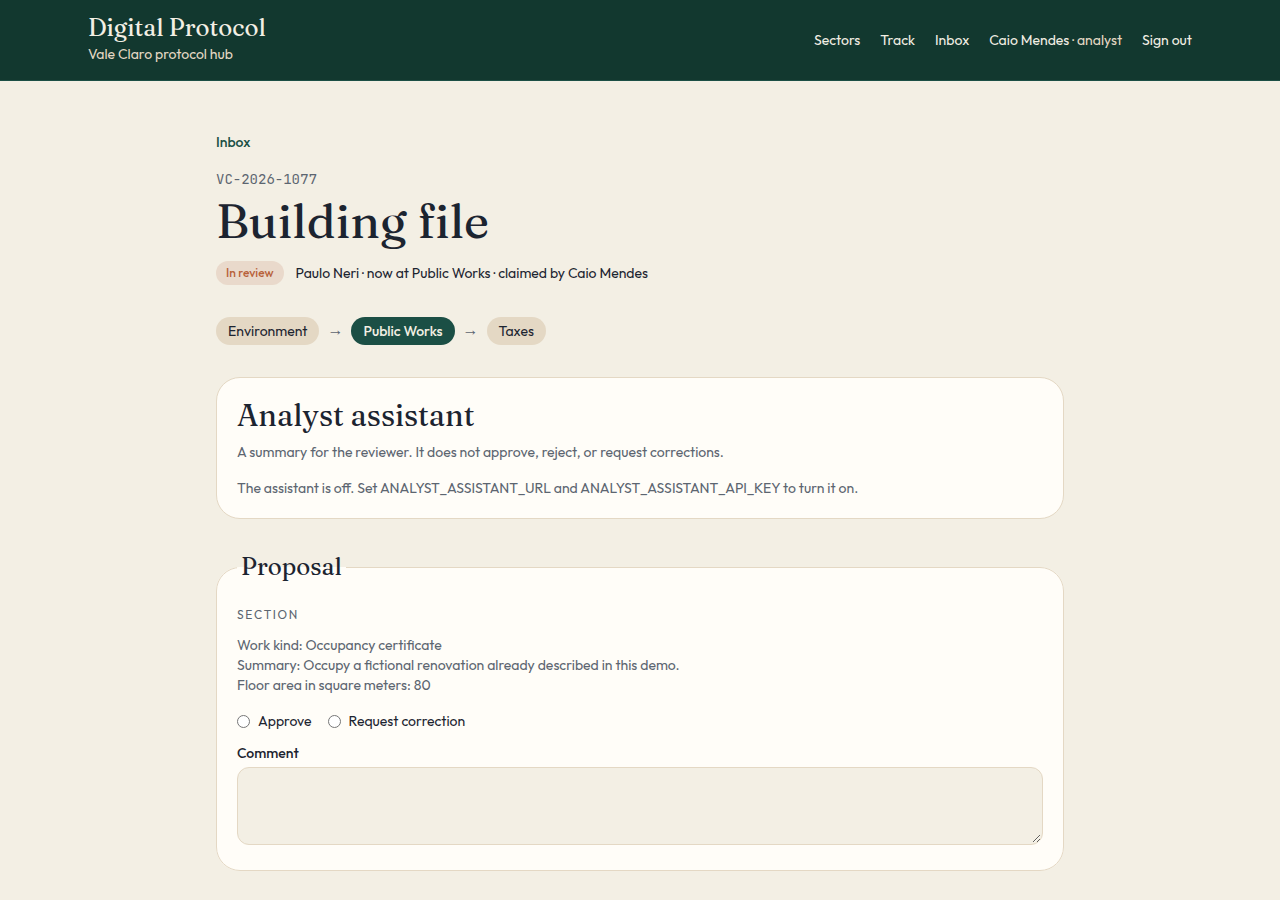 Digital Protocol
Vale Claro protocol hub
Sectors Track Inbox Caio Mendes · analyst Sign out
Inbox
VC-2026-1077
Building file
In review Paulo Neri · now at Public Works · claimed by Caio Mendes
Environment → Public Works → Taxes
Analyst assistant
A summary for the reviewer. It does not approve, reject, or request corrections.
The assistant is off. Set ANALYST_ASSISTANT_URL and ANALYST_ASSISTANT_API_KEY to turn it on.
Proposal
SECTION
Work kind: Occupancy certificate
Summary: Occupy a fictional renovation already described in this demo.
Floor area in square meters: 80
Approve Request correction
Comment